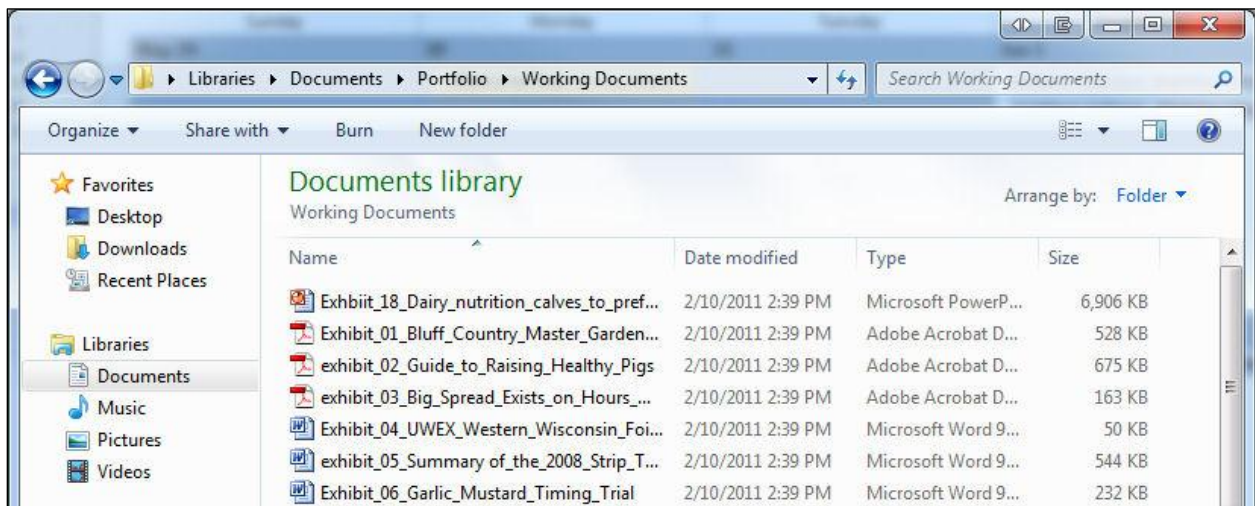 Libraries Documents Portfolio Working Documents Search Working Documents
Organize Share with Burn New folder
Favorites
Desktop
Downloads
Recent Places
Libraries
Documents
Music
Pictures
Videos
Documents library
Working Documents
Arrange by: Folder
Name Date modified Type Size
Exhbiit_18_Dairy_nutrition_calves_to_pref... 2/10/2011 2:39 PM Microsoft PowerP... 6,906 KB
Exhibit_01_Bluff_Country_Master_Garden... 2/10/2011 2:39 PM Adobe Acrobat D... 528 KB
exhibit_02_Guide_to_Raising_Healthy_Pigs 2/10/2011 2:39 PM Adobe Acrobat D... 675 KB
exhibit_03_Big_Spread_Exists_on_Hours_... 2/10/2011 2:39 PM Adobe Acrobat D... 163 KB
Exhibit_04_UWEX_Western_Wisconsin_Foi... 2/10/2011 2:39 PM Microsoft Word 9... 50 KB
exhibit_05_Summary of_the_2008_Strip_T... 2/10/2011 2:39 PM Microsoft Word 9... 544 KB
Exhibit_06_Garlic_Mustard_Timing_Trial 2/10/2011 2:39 PM Microsoft Word 9... 232 KB